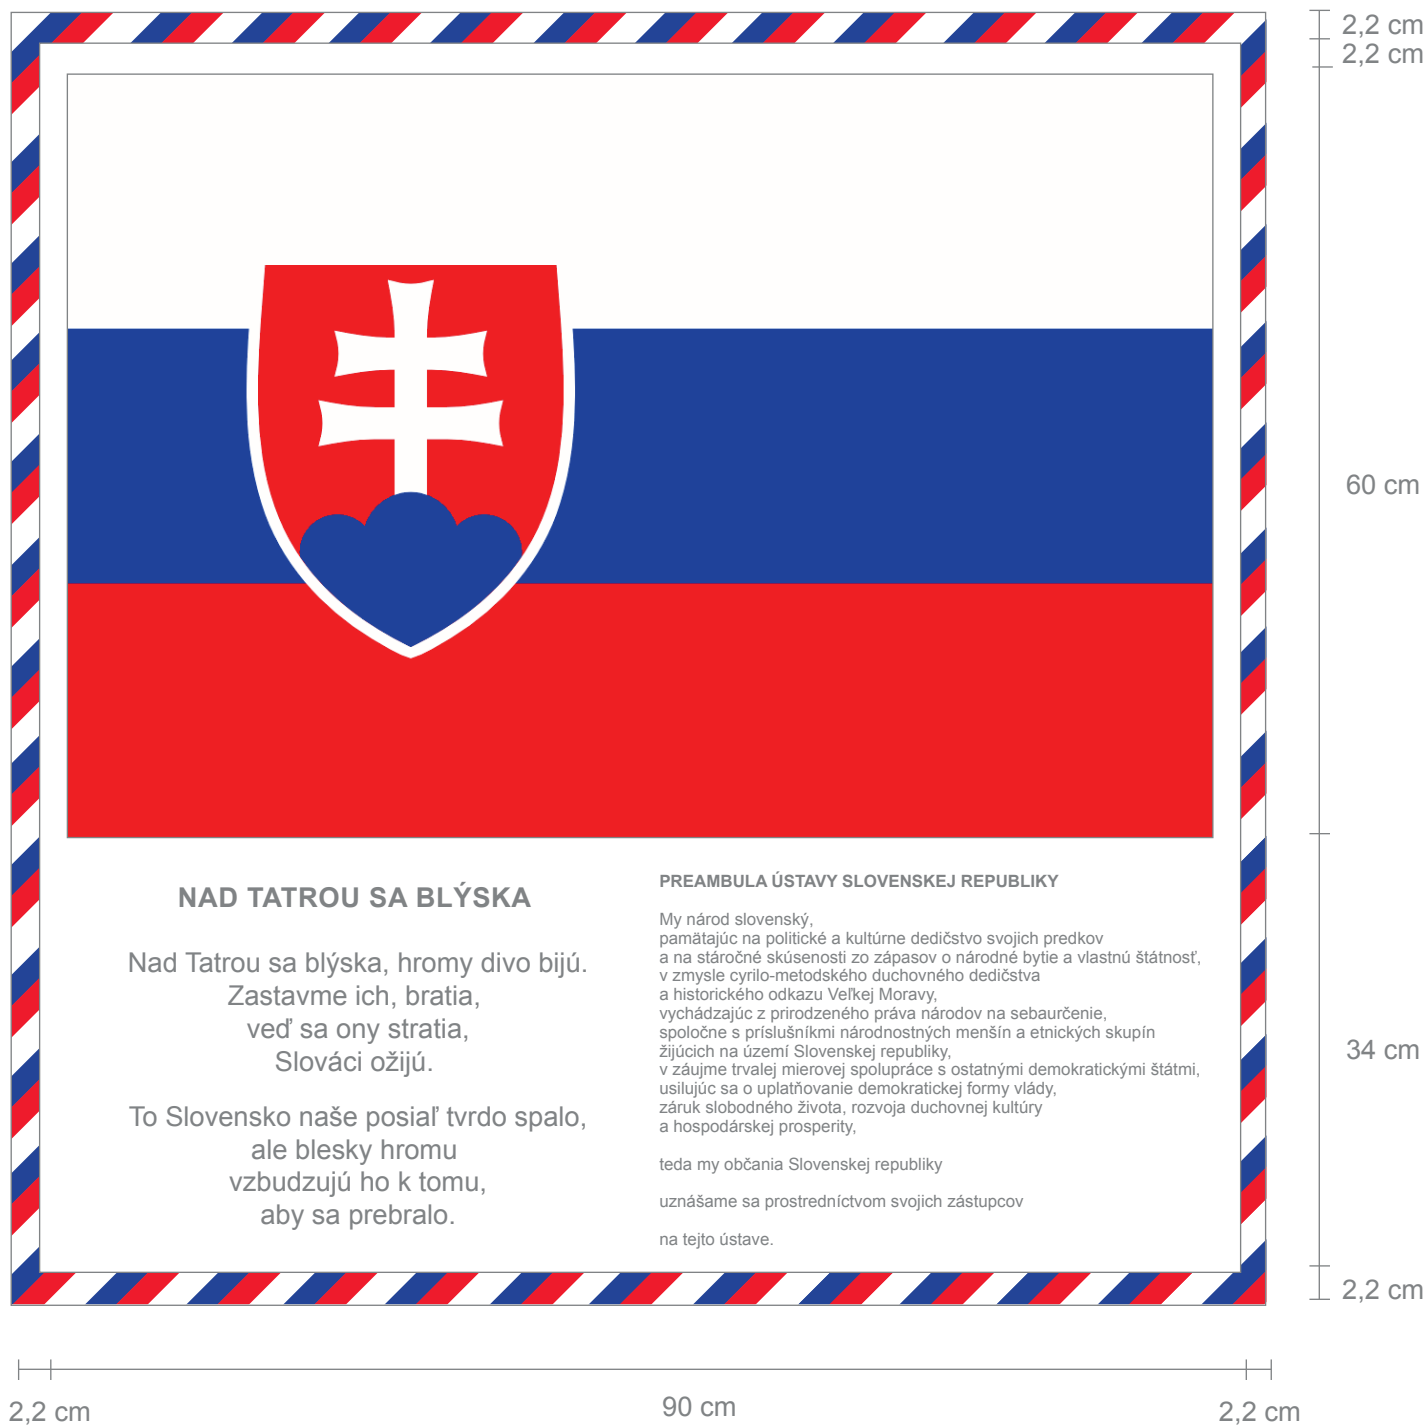 2,2 cm
2,2 cm
60 cm
NAD TATROU SA BLÝSKA
Nad Tatrou sa blýska, hromy divo bijú.
Zastavme ich, bratia,
veď sa ony stratia,
Slováci ožijú.
To Slovensko naše posiaľ tvrdo spalo,
ale blesky hromu
vzbudzujú ho k tomu,
aby sa prebralo.
PREAMBULA ÚSTAVY SLOVENSKEJ REPUBLIKY
My národ slovenský,
pamätajúc na politické a kultúrne dedičstvo svojich predkov
a na stáročné skúsenosti zo zápasov o národné bytie a vlastnú štátnosť,
v zmysle cyrilo-metodského duchovného dedičstva
a historického odkazu Veľkej Moravy,
vychádzajúc z prirodzeného práva národov na sebaurčenie,
spoločne s príslušníkmi národnostných menšín a etnických skupín
žijúcich na území Slovenskej republiky,
v záujme trvalej mierovej spolupráce s ostatnými demokratickými štátmi,
usilujúc sa o uplatňovanie demokratickej formy vlády,
záruk slobodného života, rozvoja duchovnej kultúry
a hospodárskej prosperity,
teda my občania Slovenskej republiky
uznášame sa prostredníctvom svojich zástupcov
na tejto ústave.
34 cm
2,2 cm
2,2 cm
90 cm
2,2 cm